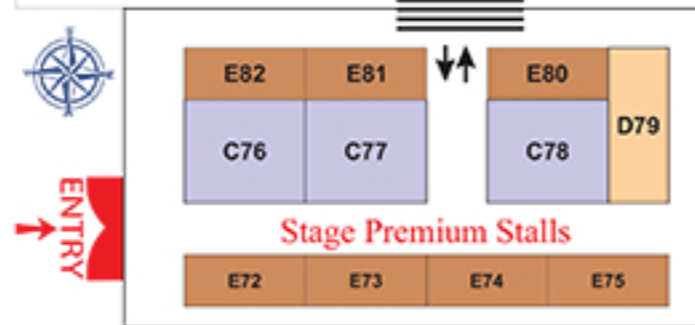 E82 E81 E80
D79
C76 C77 C78
ENTRY
Stage Premium Stalls
E72 E73 E74 E75